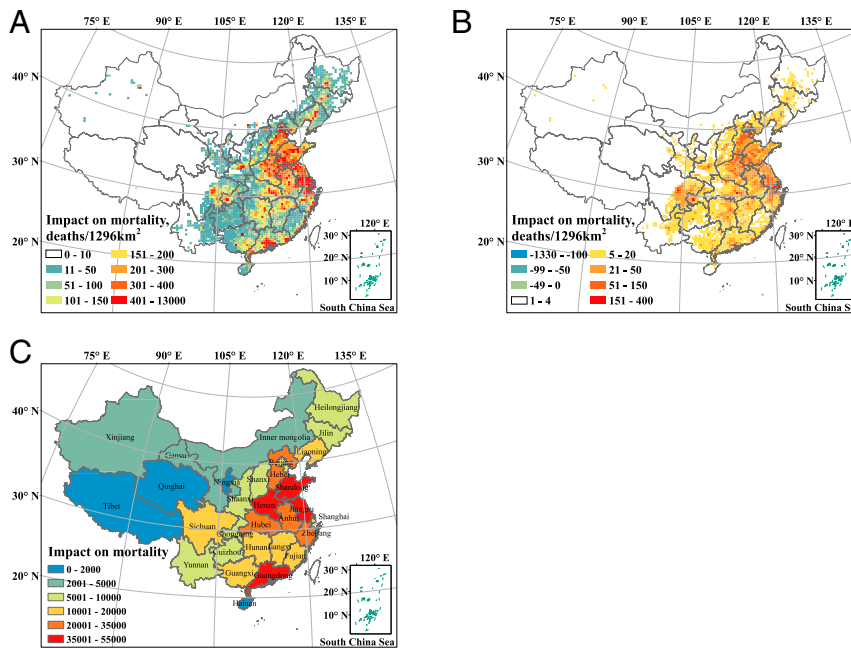 A
75° E
90° E
105° E
120° E
135° E
40° N
30° N
20° N
Impact on mortality,
deaths/1296km2
0 - 10
11 - 50
51 - 100
101 - 150
151 - 200
201 - 300
301 - 400
401 - 13000
120° E
30° N
20° N
10° N
South China Sea
B
75° E
90° E
105° E
120° E
135° E
40° N
30° N
20° N
Impact on mortality,
deaths/1296km2
-1330 - -100
-99 - -50
-49 - 0
1 - 4
5 - 20
21 - 50
51 - 150
151 - 400
120° E
30° N
20° N
10° N
South China Sea
C
75° E
90° E
105° E
120° E
135° E
40° N
30° N
20° N
Heilongjiang
Jilin
Liaoning
Inner mongolia
Xinjiang
Gansu
Hebei
Shanxi
Shandong
Ningxia
Qinghai
Shaanxi
Henan
Jiangsu
Tibet
Anhui
Shanghai
Hubei
Sichuan
Chongqing
Zhejiang
Hunan
Jiangxi
Guizhou
Fujian
Yunnan
Guangxi
Guangdong
Hainan
Impact on mortality
0 - 2000
2001 - 5000
5001 - 10000
10001 - 20000
20001 - 35000
35001 - 55000
120° E
30° N
20° N
10° N
South China Sea